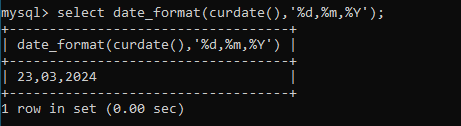 mysql> select date_format(curdate(),'%d,%m,%Y');
+-----------------------------------+
| date_format(curdate(),'%d,%m,%Y') |
+-----------------------------------+
| 23,03,2024                        |
+-----------------------------------+
1 row in set (0.00 sec)